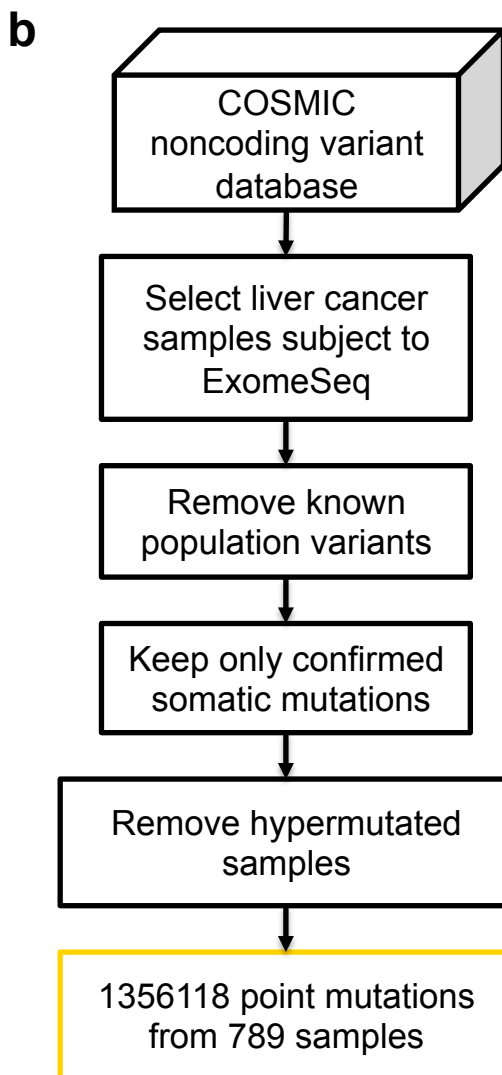 b
COSMIC
noncoding variant
database
Select liver cancer
samples subject to
ExomeSeq
Remove known
population variants
Keep only confirmed
somatic mutations
Remove hypermutated
samples
1356118 point mutations
from 789 samples